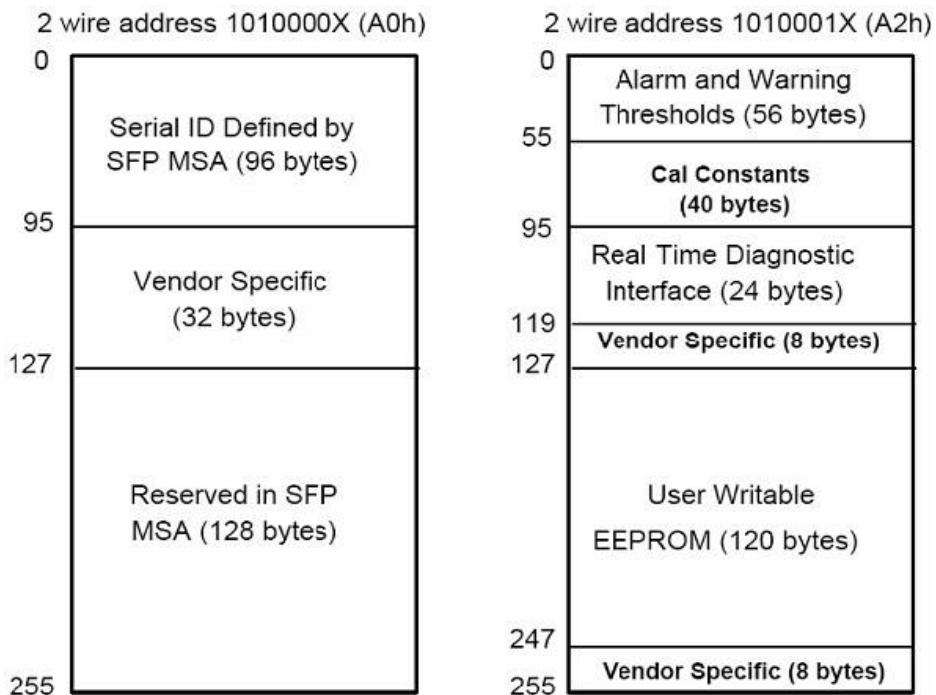 2 wire address 1010000X (A0h)
0
Serial ID Defined by
SFP MSA (96 bytes)
95
Vendor Specific
(32 bytes)
127
Reserved in SFP
MSA (128 bytes)
255
2 wire address 1010001X (A2h)
0
Alarm and Warning
Thresholds (56 bytes)
55
Cal Constants
(40 bytes)
95
Real Time Diagnostic
Interface (24 bytes)
119
Vendor Specific (8 bytes)
127
User Writable
EEPROM (120 bytes)
247
Vendor Specific (8 bytes)
255